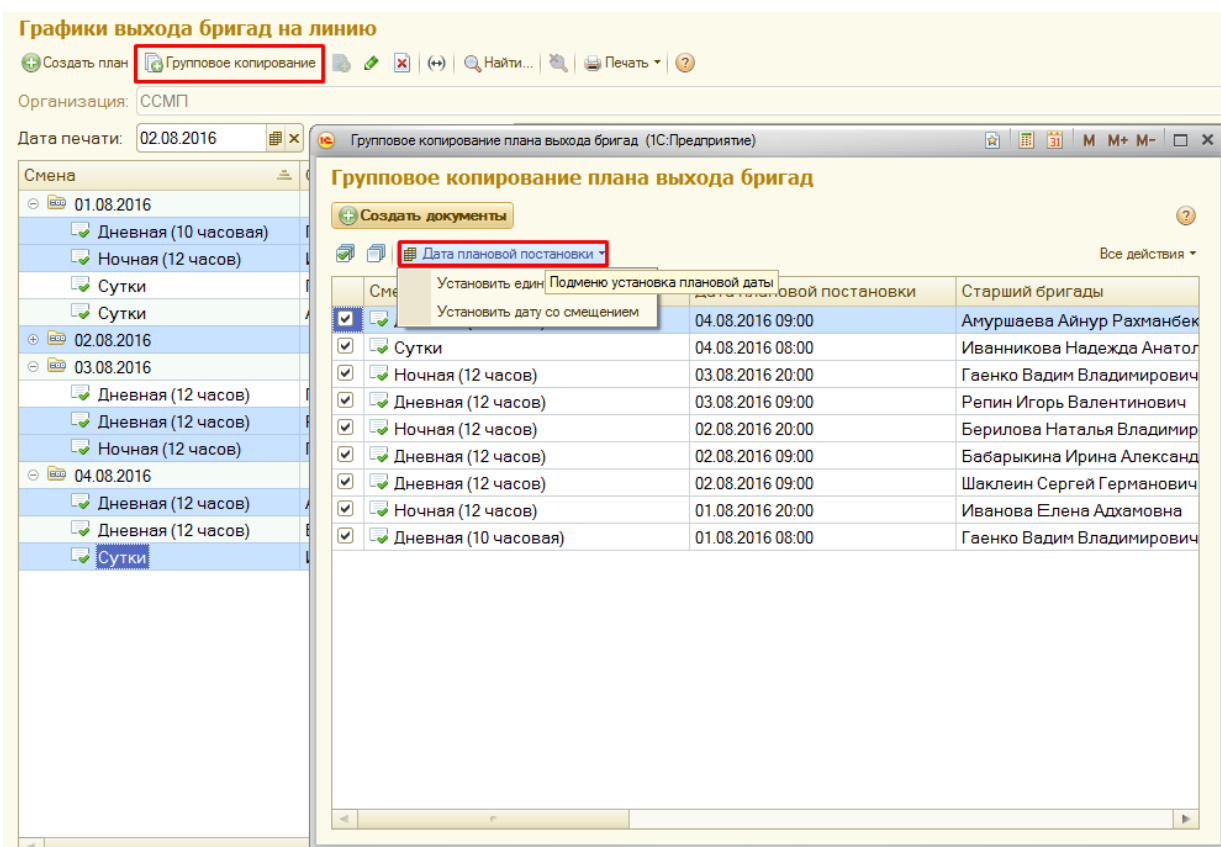 Графики выхода бригад на линию
Создать план Групповое копирование Найти... Печать
Организация: ССМП
Дата печати: 02.08.2016
Смена
01.08.2016
Дневная (10 часовая)
Ночная (12 часов)
Сутки
Сутки
02.08.2016
03.08.2016
Дневная (12 часов)
Дневная (12 часов)
Ночная (12 часов)
04.08.2016
Дневная (12 часов)
Дневная (12 часов)
Сутки
Групповое копирование плана выхода бригад (1С:Предприятие)
31 M M+ M-
Групповое копирование плана выхода бригад
Создать документы
Дата плановой постановки Все действия
Установить един
Подменю установка плановой даты
Установить дату со смещением
Старший бригады
04.08.2016 09:00 Амуршаева Айнур Рахманбек
Сутки 04.08.2016 08:00 Иванникова Надежда Анатол
Ночная (12 часов) 03.08.2016 20:00 Гаенко Вадим Владимирович
Дневная (12 часов) 03.08.2016 09:00 Репин Игорь Валентинович
Ночная (12 часов) 02.08.2016 20:00 Берилова Наталья Владимир
Дневная (12 часов) 02.08.2016 09:00 Бабарыкина Ирина Александ
Дневная (12 часов) 02.08.2016 09:00 Шаклеин Сергей Германович
Ночная (12 часов) 01.08.2016 20:00 Иванова Елена Адхамовна
Дневная (10 часовая) 01.08.2016 08:00 Гаенко Вадим Владимирович